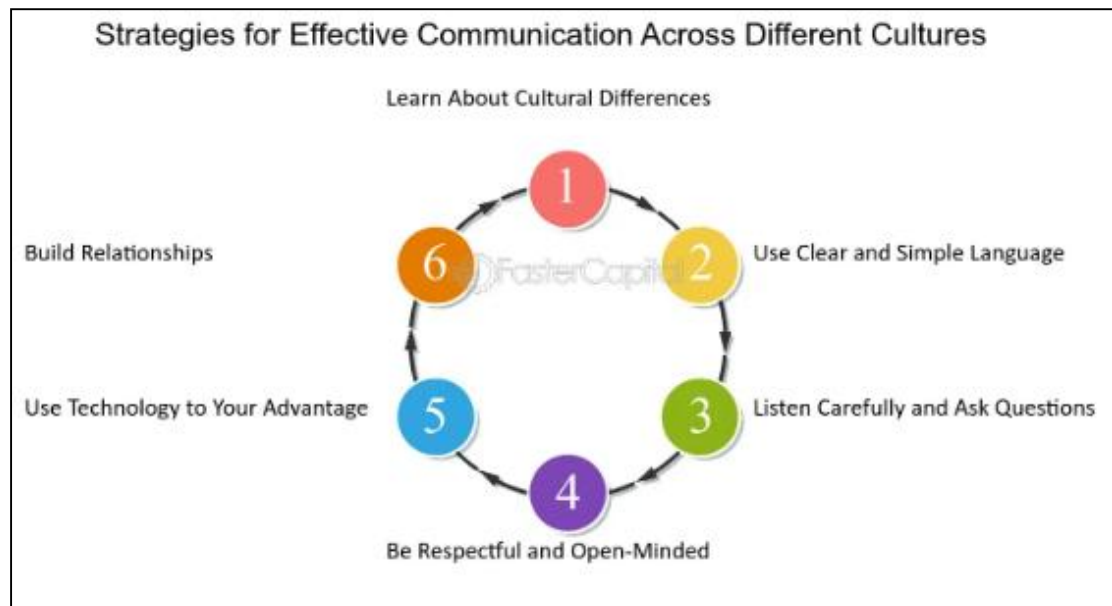 Strategies for Effective Communication Across Different Cultures
Learn About Cultural Differences
1
6
2
Build Relationships
Use Clear and Simple Language
FasterCapital
Use Technology to Your Advantage
5
3
Listen Carefully and Ask Questions
4
Be Respectful and Open-Minded